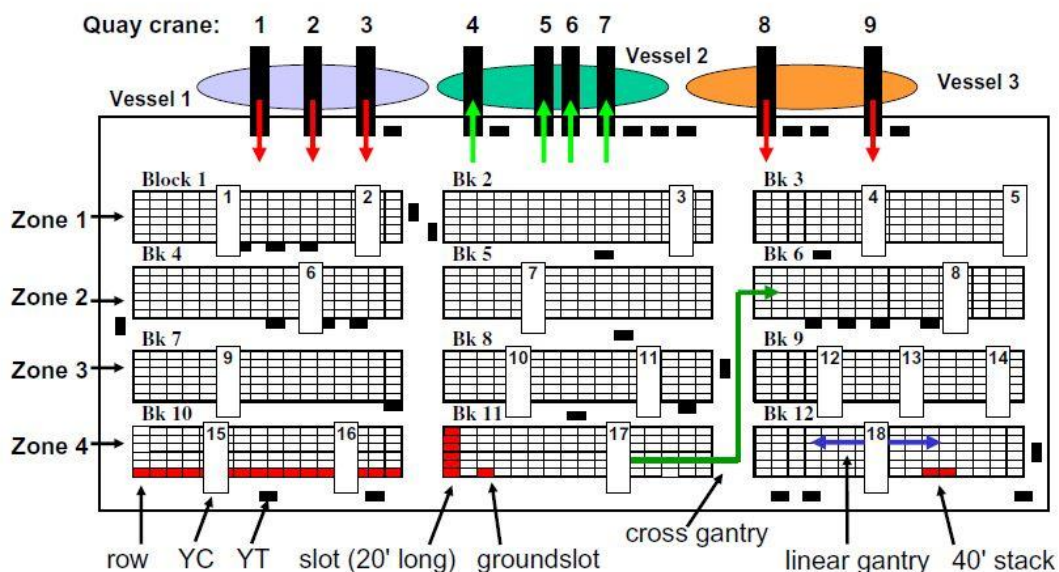 Quay crane: 1 2 3 4 5 6 7 8 9
Vessel 1
Vessel 2
Vessel 3
Block 1
Bk 2
Bk 3
Zone 1
1
2
3
4
5
Bk 4
Bk 5
Bk 6
Zone 2
6
7
8
Bk 7
Bk 8
Bk 9
Zone 3
9
10
11
12
13
14
Bk 10
Bk 11
Bk 12
Zone 4
15
16
17
18
row
YC
YT
slot (20' long)
groundslot
cross gantry
linear gantry
40' stack